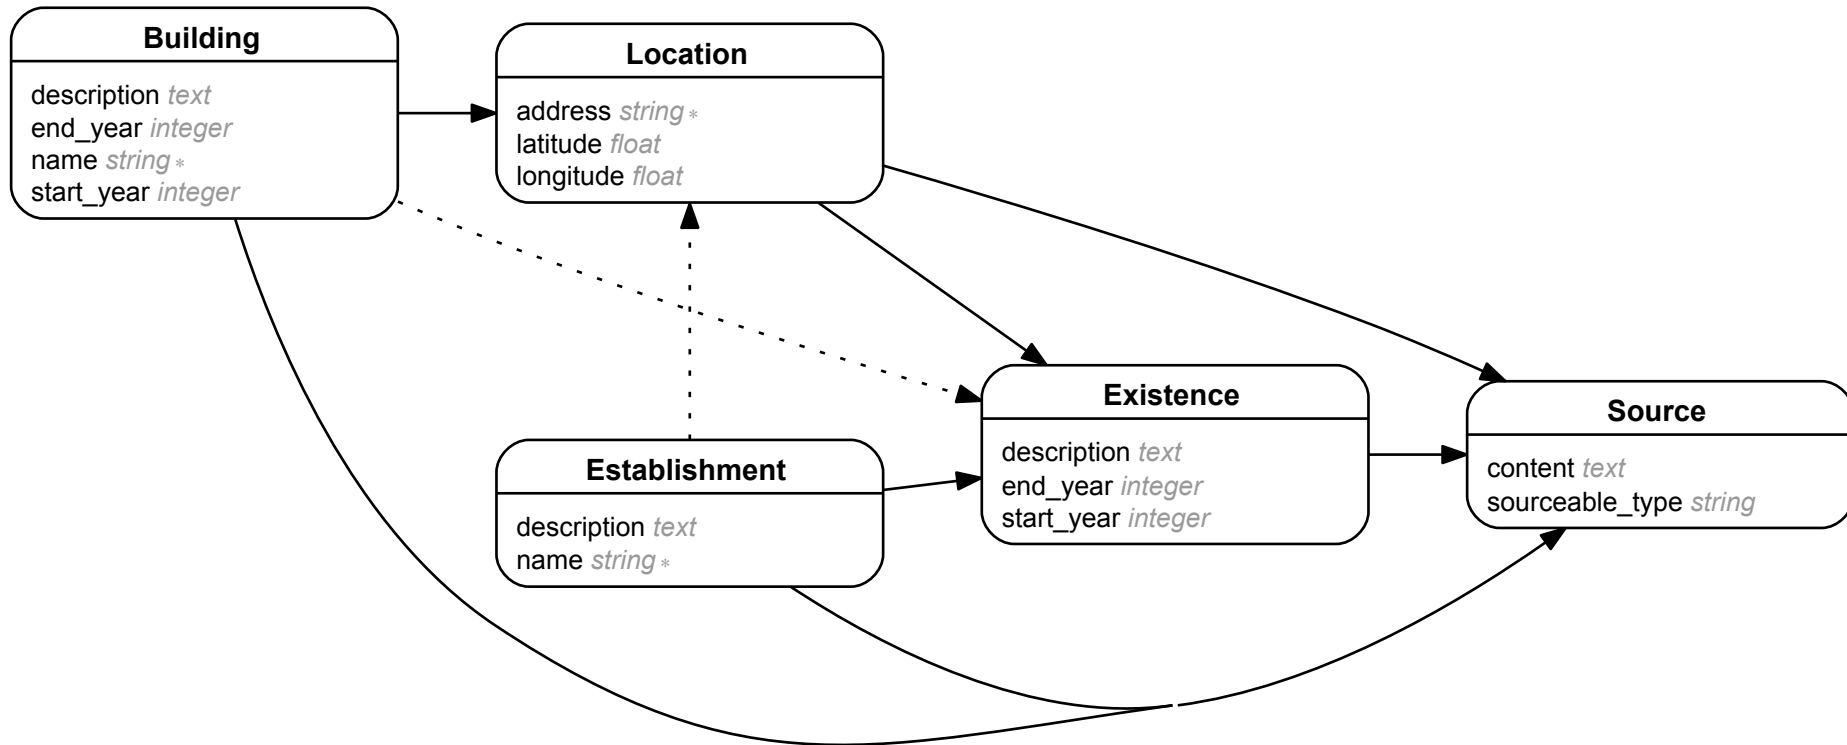 Building
description text
end_year integer
name string *
start_year integer
Location
address string *
latitude float
longitude float
Establishment
description text
name string *
Existence
description text
end_year integer
start_year integer
Source
content text
sourceable_type string